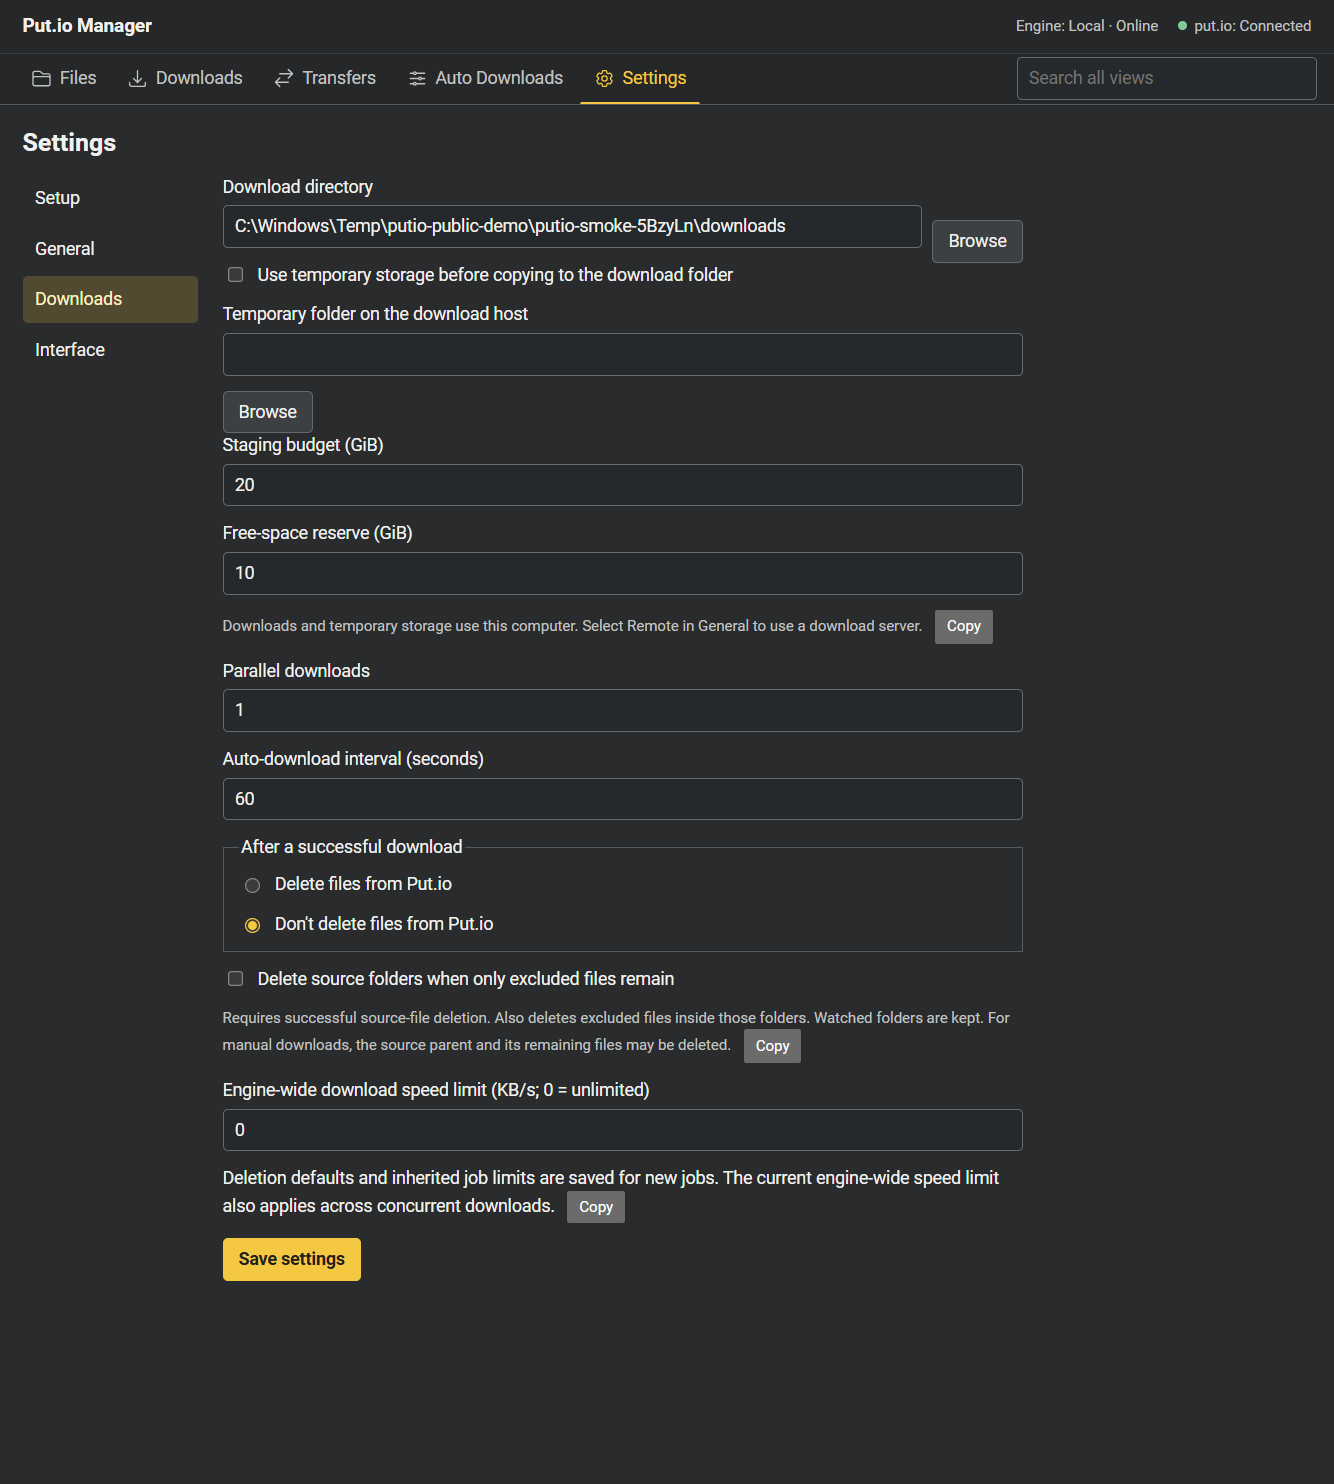 Put.io Manager
Engine: Local · Online
put.io: Connected
Files
Downloads
Transfers
Auto Downloads
Settings
Search all views
Settings
Setup
General
Downloads
Interface
Download directory
C:\Windows\Temp\putio-public-demo\putio-smoke-5BzyLn\downloads
Browse
Use temporary storage before copying to the download folder
Temporary folder on the download host
Browse
Staging budget (GiB)
20
Free-space reserve (GiB)
10
Downloads and temporary storage use this computer. Select Remote in General to use a download server.
Copy
Parallel downloads
1
Auto-download interval (seconds)
60
After a successful download
Delete files from Put.io
Don't delete files from Put.io
Delete source folders when only excluded files remain
Requires successful source-file deletion. Also deletes excluded files inside those folders. Watched folders are kept. For
manual downloads, the source parent and its remaining files may be deleted.
Copy
Engine-wide download speed limit (KB/s; 0 = unlimited)
0
Deletion defaults and inherited job limits are saved for new jobs. The current engine-wide speed limit
also applies across concurrent downloads.
Copy
Save settings